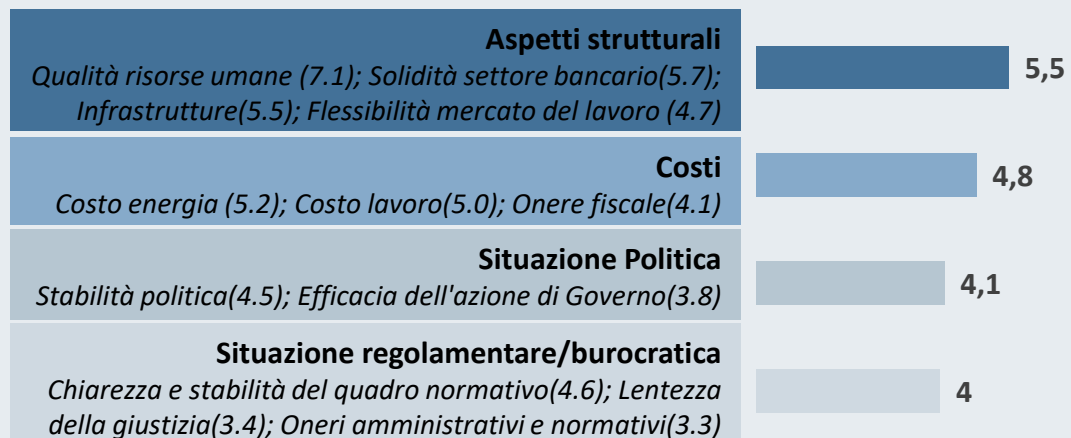 Aspetti strutturali
Qualità risorse umane (7.1); Solidità settore bancario(5.7);
Infrastrutture(5.5); Flessibilità mercato del lavoro (4.7)
5,5
Costi
Costo energia (5.2); Costo lavoro(5.0); Onere fiscale(4.1)
4,8
Situazione Politica
Stabilità politica(4.5); Efficacia dell'azione di Governo(3.8)
4,1
Situazione regolamentare/burocratica
Chiarezza e stabilità del quadro normativo(4.6); Lentezza
della giustizia(3.4); Oneri amministrativi e normativi(3.3)
4